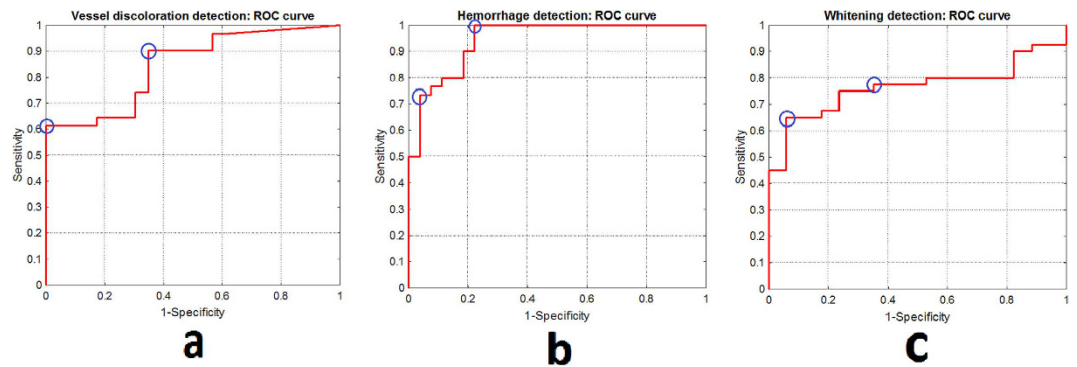 Vessel discoloration detection: ROC curve
1
0.9
0.8
0.7
0.6
0.5
0.4
0.3
0.2
0.1
0
Sensitivity
0 0.2 0.4 0.6 0.8 1
1-Specificity
a
Hemorrhage detection: ROC curve
1
0.9
0.8
0.7
0.6
0.5
0.4
0.3
0.2
0.1
0
Sensitivity
0 0.2 0.4 0.6 0.8 1
1-Specificity
b
Whitening detection: ROC curve
1
0.9
0.8
0.7
0.6
0.5
0.4
0.3
0.2
0.1
0
Sensitivity
0 0.2 0.4 0.6 0.8 1
1-Specificity
c